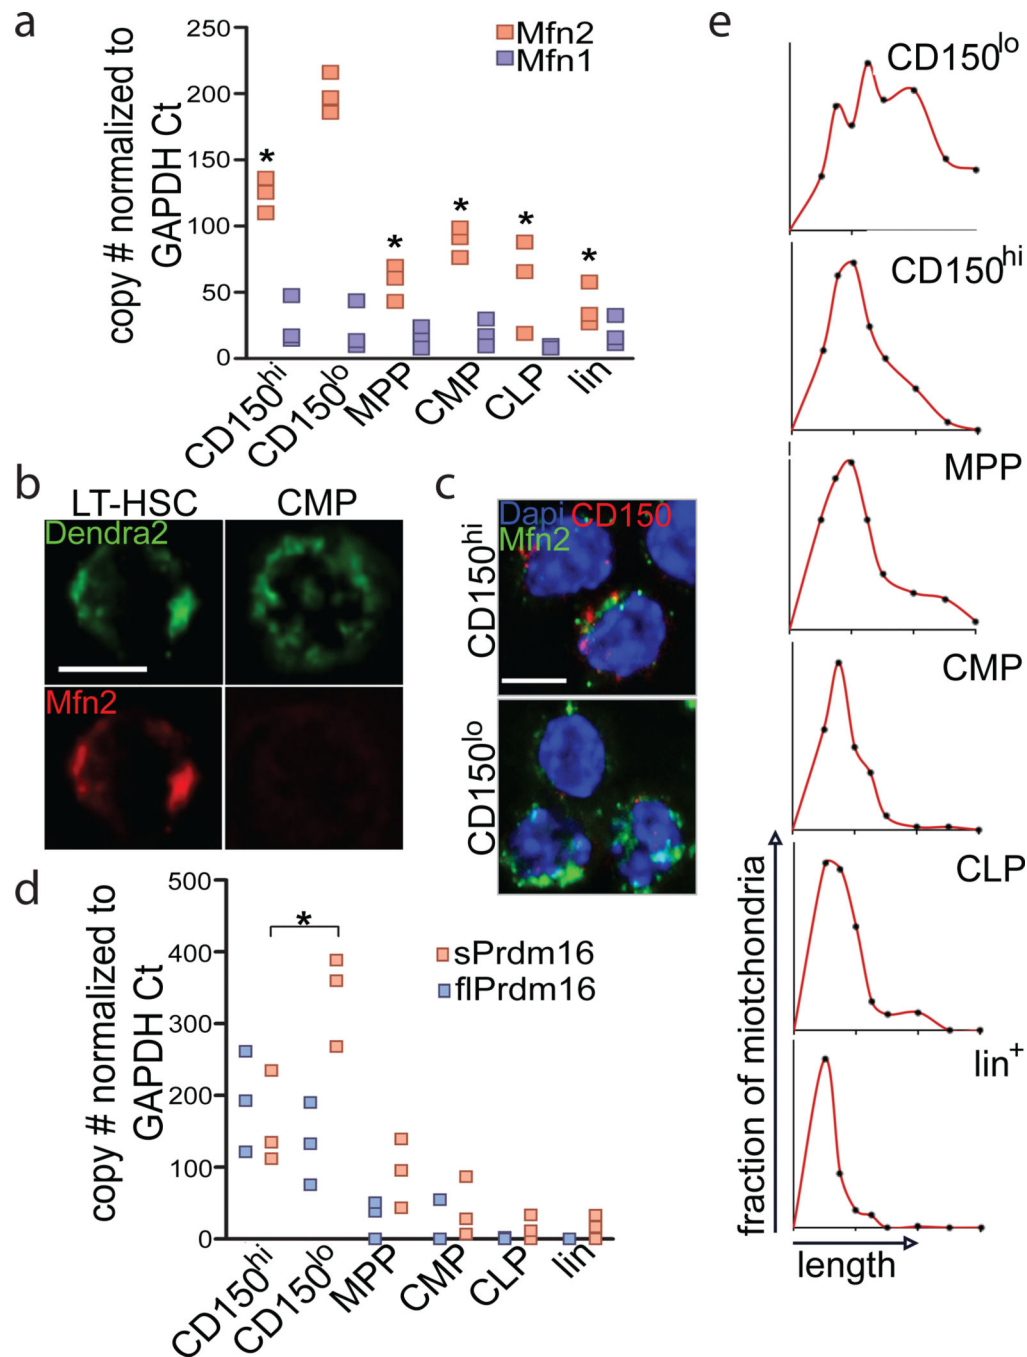 a
copy # normalized to
GAPDH Ct
250
200
150
100
50
0
Mfn2
Mfn1
*
*
*
*
*
CD150hi
CD150lo
MPP
CMP
CLP
lin
b
LT-HSC
CMP
Dendra2
Mfn2
c
CD150hi
Dapi CD150
Mfn2
CD150lo
d
copy # normalized to
GAPDH Ct
500
400
300
200
100
0
*
sPrdm16
flPrdm16
CD150hi
CD150lo
MPP
CMP
CLP
lin
e
CD150lo
CD150hi
MPP
CMP
CLP
lin+
fraction of miotchondria
length